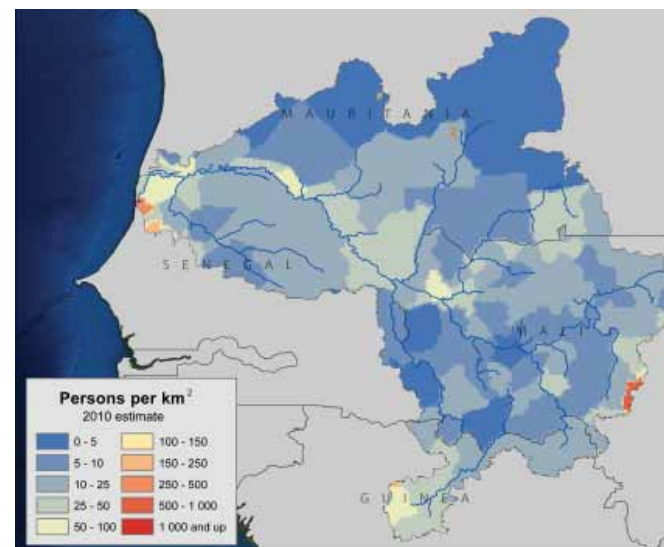 MAURITANIA
SENEGAL
MALI
GUINEA
Persons per km²
2010 estimate
0 - 5
5 - 10
10 - 25
25 - 50
50 - 100
100 - 150
150 - 250
250 - 500
500 - 1 000
1 000 and up